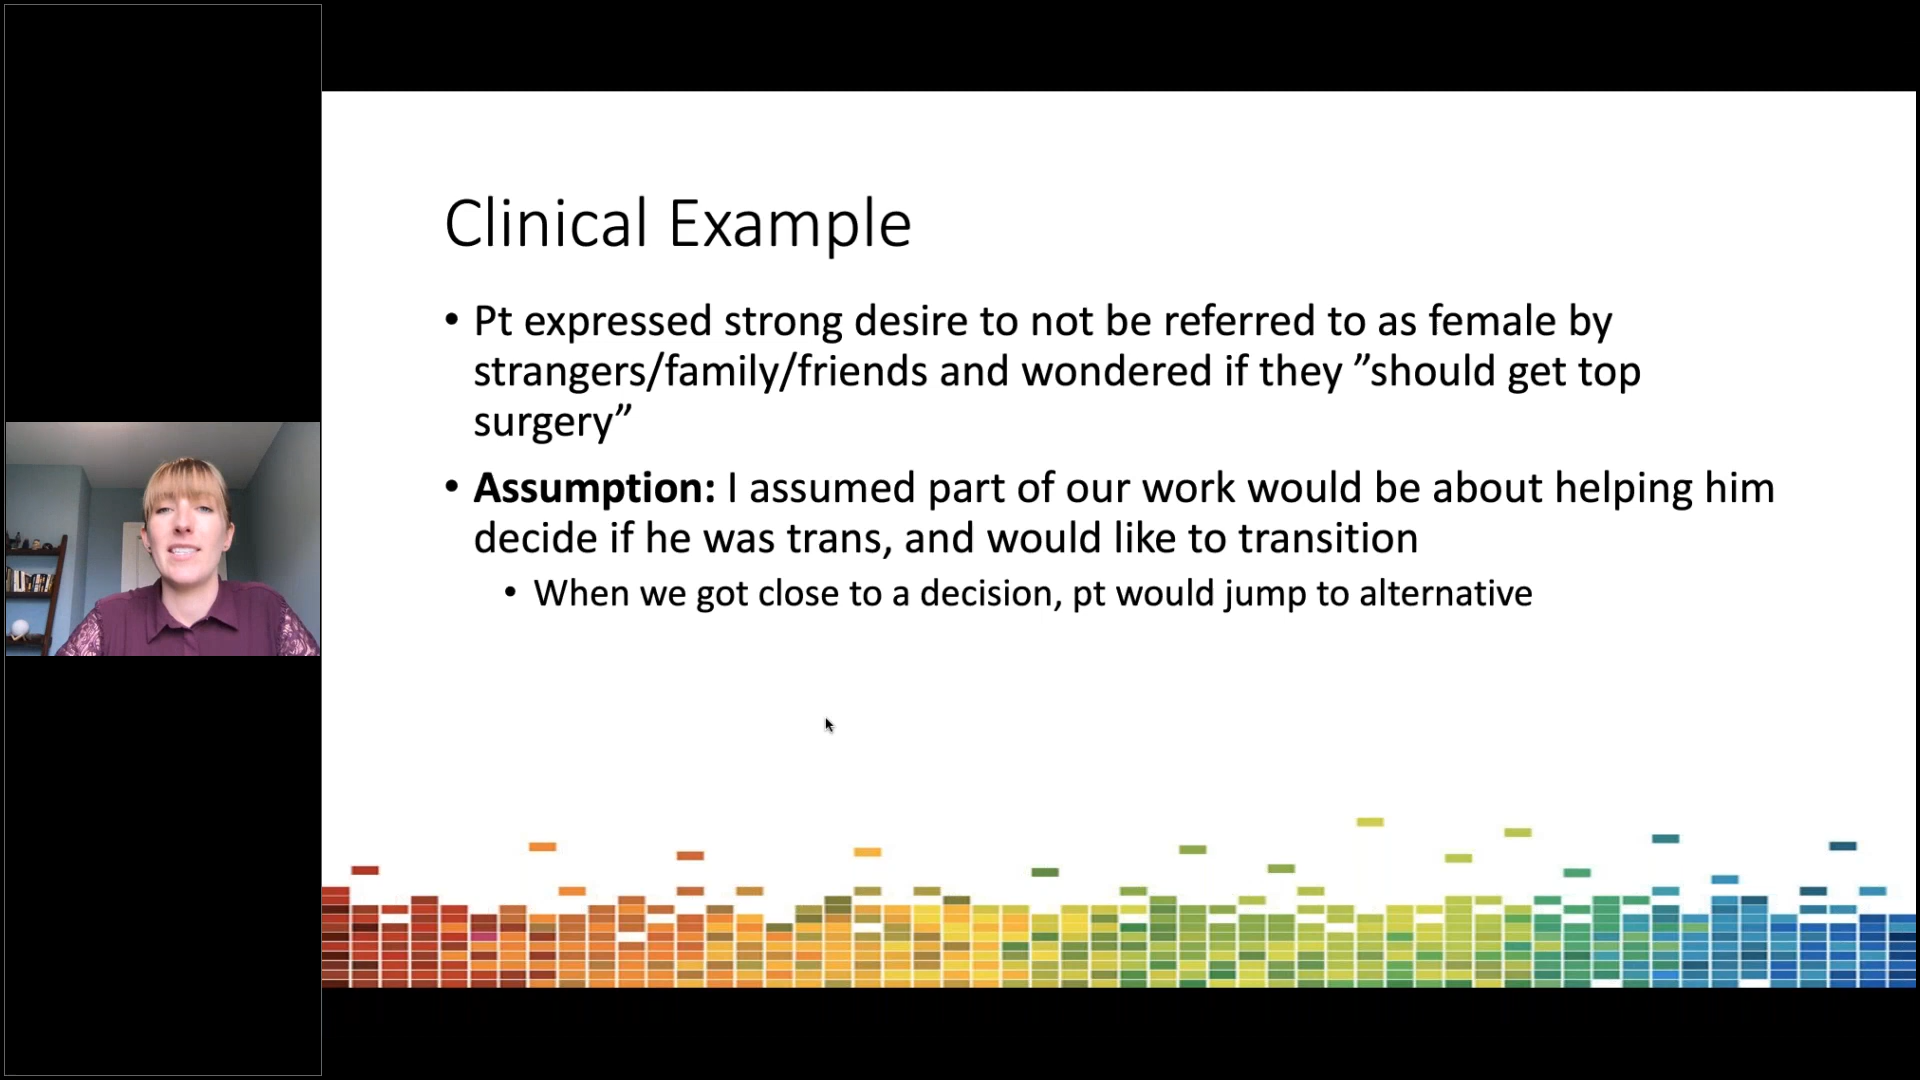 Clinical Example
• Pt expressed strong desire to not be referred to as female by
strangers/family/friends and wondered if they ”should get top
surgery”
• Assumption: I assumed part of our work would be about helping him
decide if he was trans, and would like to transition
• When we got close to a decision, pt would jump to alternative